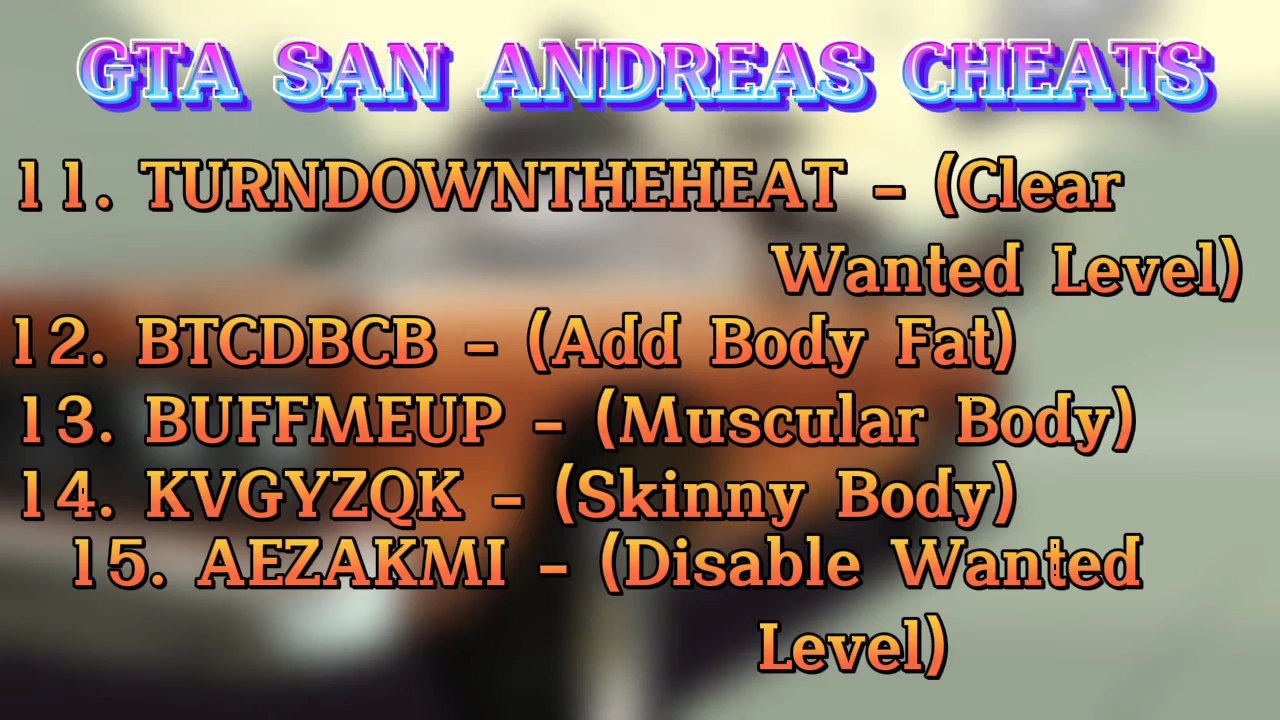 GTA SAN ANDREAS CHEATS
11. TURNDOWNTHEHEAT - (Clear
Wanted Level)
12. BTCDBCB - (Add Body Fat)
13. BUFFMEUP - (Muscular Body)
14. KVGYZQK - (Skinny Body)
15. AEZAKMI - (Disable Wanted
Level)